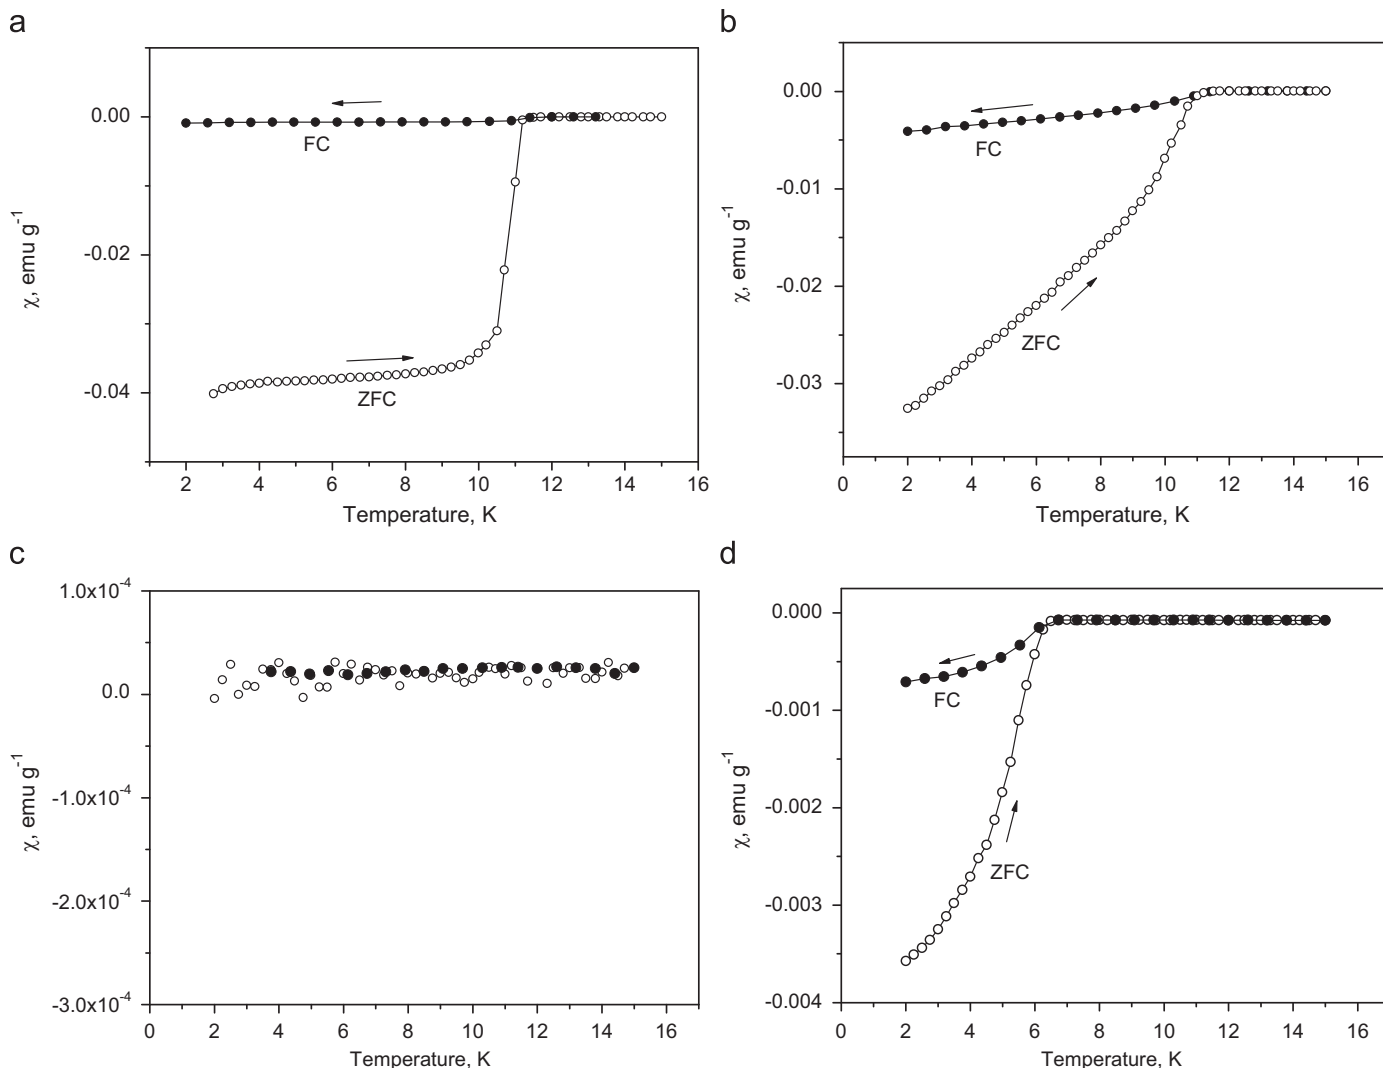 a
0.00
-0.02
-0.04
χ, emu g⁻¹
FC
ZFC
2 4 6 8 10 12 14 16
Temperature, K
b
0.00
-0.01
-0.02
-0.03
χ, emu g⁻¹
FC
ZFC
0 2 4 6 8 10 12 14 16
Temperature, K
c
1.0x10⁻⁴
0.0
-1.0x10⁻⁴
-2.0x10⁻⁴
-3.0x10⁻⁴
χ, emu g⁻¹
0 2 4 6 8 10 12 14 16
Temperature, K
d
0.000
-0.001
-0.002
-0.003
-0.004
χ, emu g⁻¹
FC
ZFC
0 2 4 6 8 10 12 14 16
Temperature, K